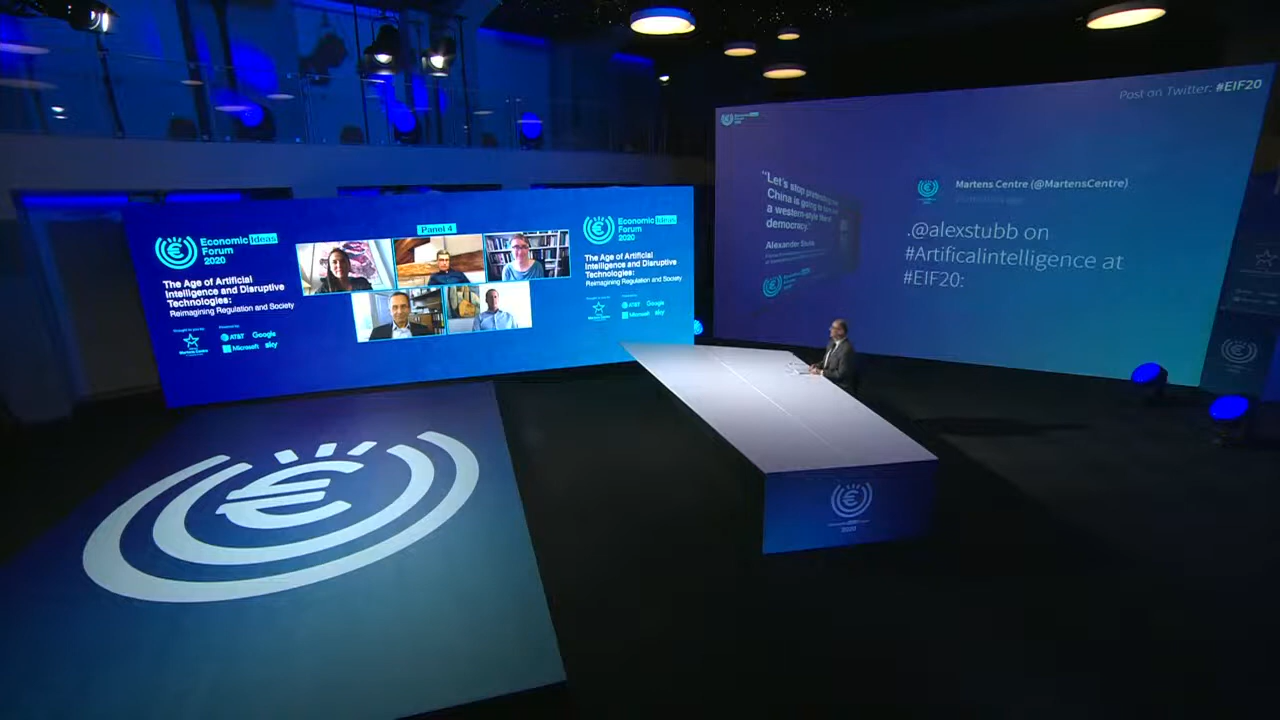 Economic Ideas
Forum
2020
The Age of Artificial
Intelligence and Disruptive
Technologies:
Reimagining Regulation and Society
Martens Centre
AT&T Google
Microsoft sky
Panel 4
Economic Ideas
Forum
2020
The Age of Artificial
Intelligence and Disruptive
Technologies:
Reimagining Regulation and Society
AT&T Google
Microsoft sky
Post on Twitter: #EIF20
"Let's stop pretending
China is going to
a western-style
democracy."
Alexander Stubb
Martens Centre (@MartensCentre)
.@alexstubb on
#Artificalintelligence at
#EIF20:
€
€
2020